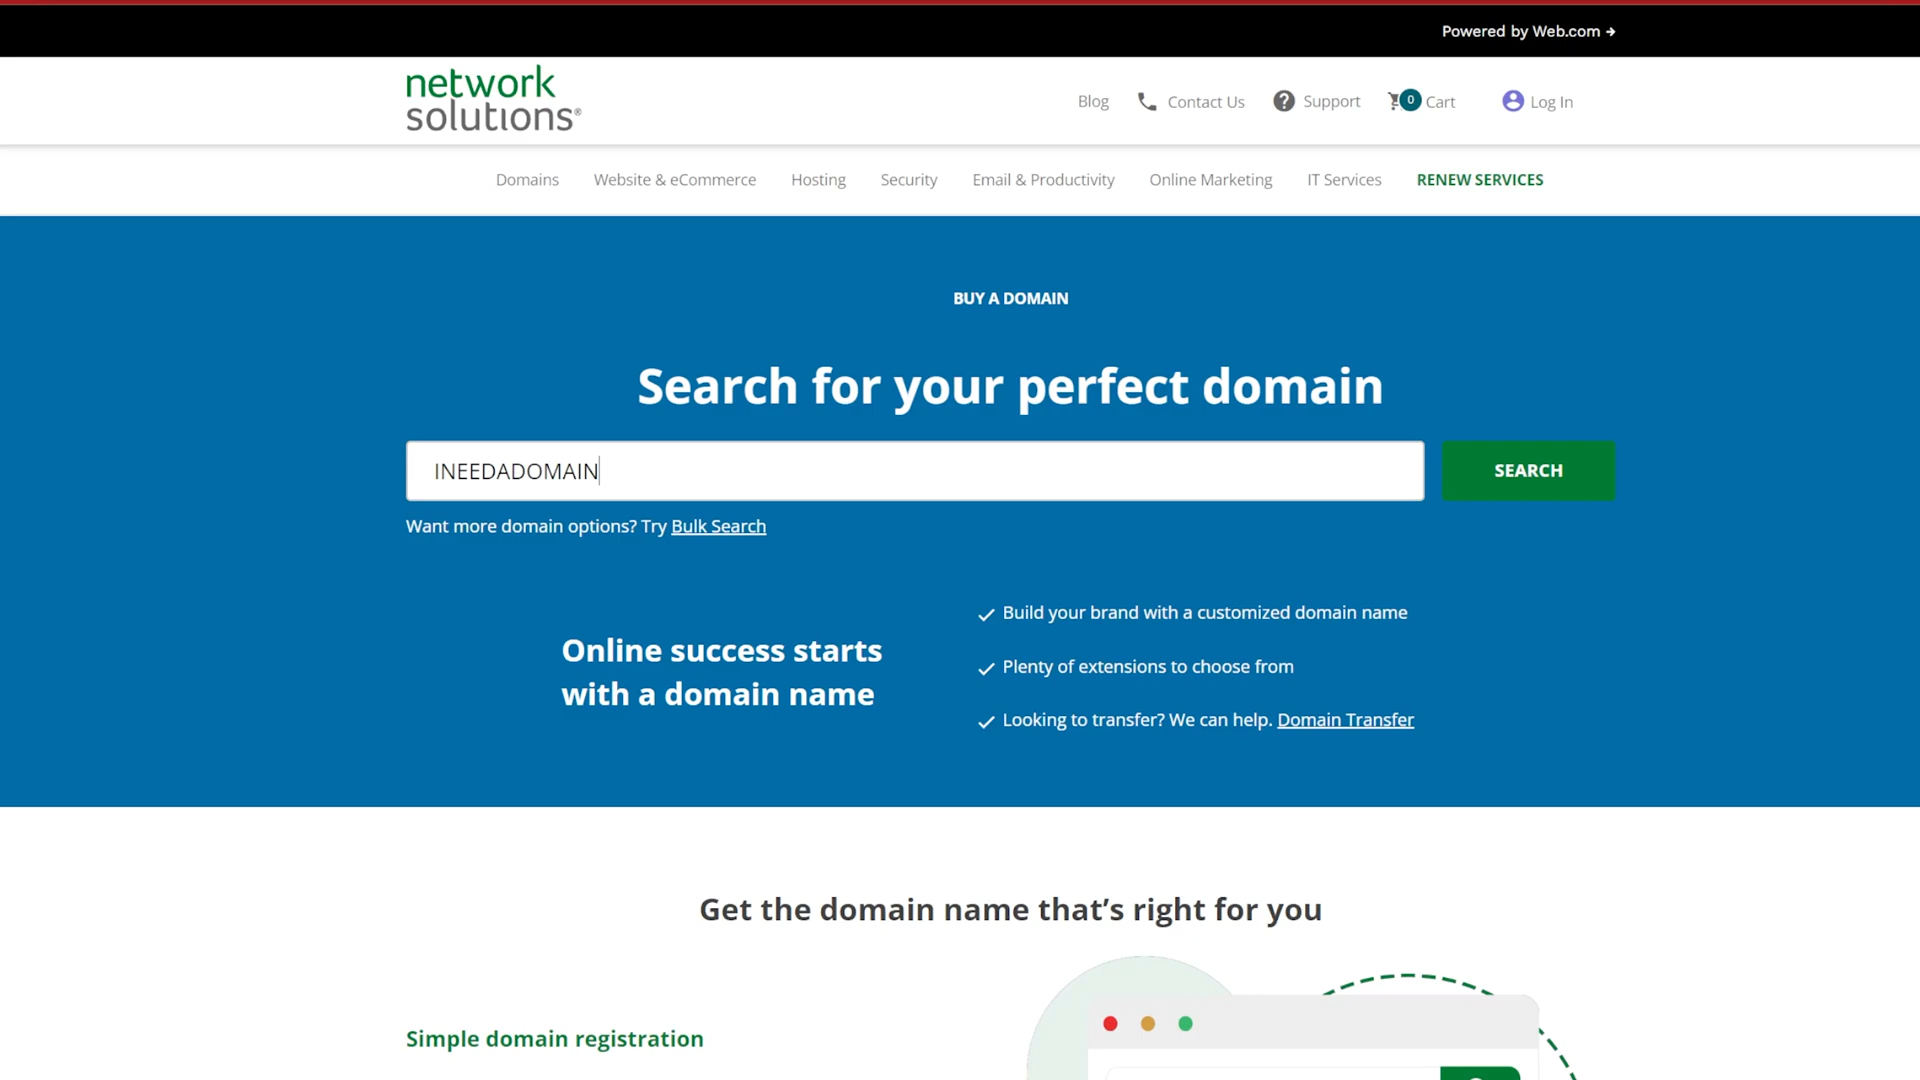 Powered by Web.com →
network
solutions®
Blog
Contact Us
Support
0 Cart
Log In
Domains
Website & eCommerce
Hosting
Security
Email & Productivity
Online Marketing
IT Services
RENEW SERVICES
BUY A DOMAIN
Search for your perfect domain
INEEDADOMAIN
SEARCH
Want more domain options? Try Bulk Search
Online success starts
with a domain name
Build your brand with a customized domain name
Plenty of extensions to choose from
Looking to transfer? We can help. Domain Transfer
Get the domain name that’s right for you
Simple domain registration